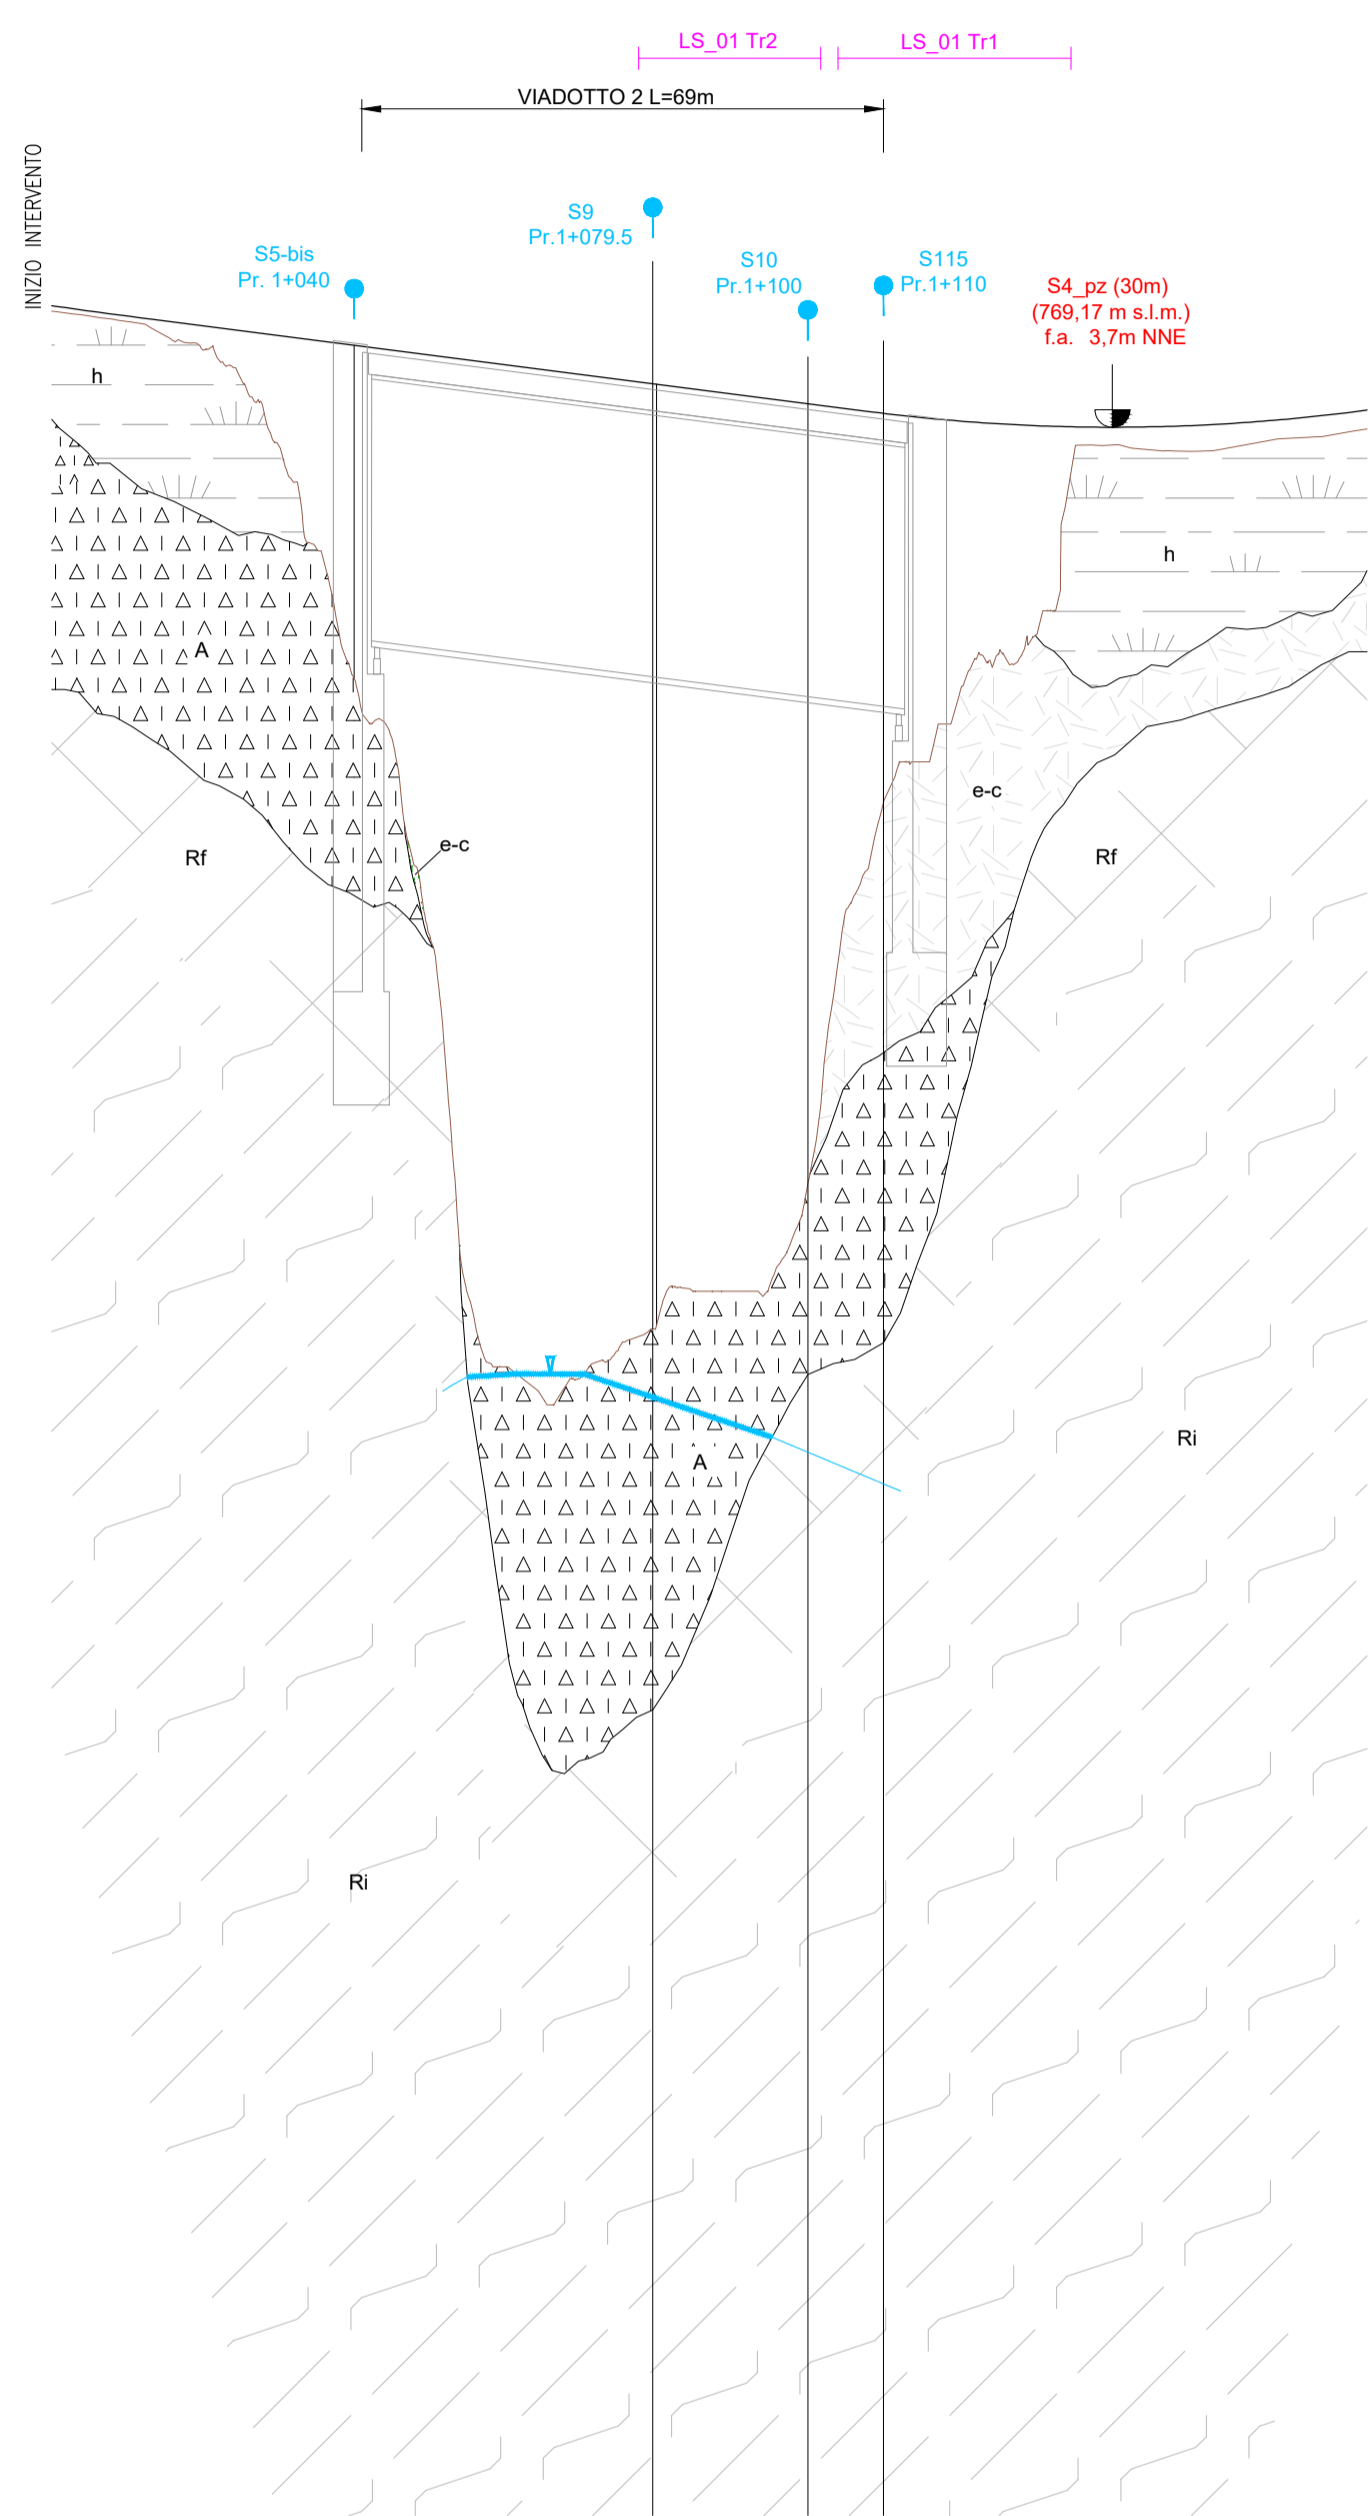 LS_01 Tr2
LS_01 Tr1
VIADOTTO 2 L=69m
INIZIO INTERVENTO
S9
Pr.1+079.5
S5-bis
Pr. 1+040
S10
Pr.1+100
S115
Pr.1+110
S4_pz (30m)
(769,17 m s.l.m.)
f.a. 3,7m NNE
h
h
A
e-c
e-c
Rf
Rf
A
Ri
Ri